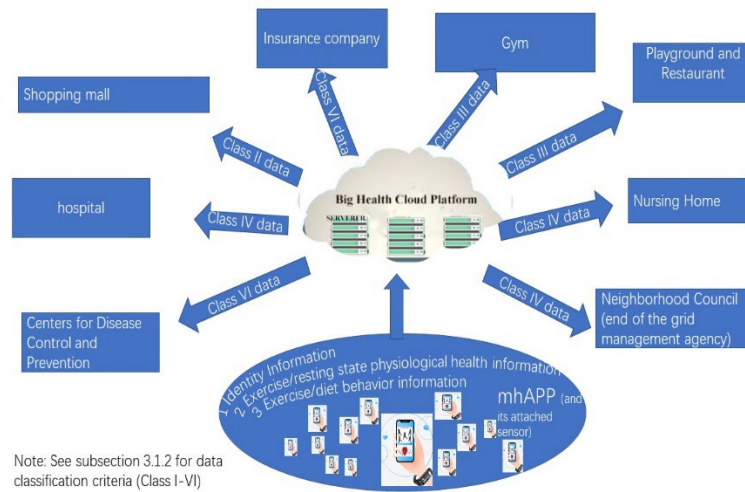 Insurance company
Gym
Playground and
Restaurant
Shopping mall
Class VI data
Class III data
Class II data
Class III data
Big Health Cloud Platform
SERVERER
hospital
Class IV data
Class IV data
Nursing Home
Class VI data
Class IV data
Centers for Disease
Control and
Prevention
Neighborhood Council
(end of the grid
management agency)
1 Identity Information
2 Exercise/resting state physiological health information
3 Exercise/diet behavior information
mhAPP (and
its attached
sensor)
Note: See subsection 3.1.2 for data
classification criteria (Class I-VI)